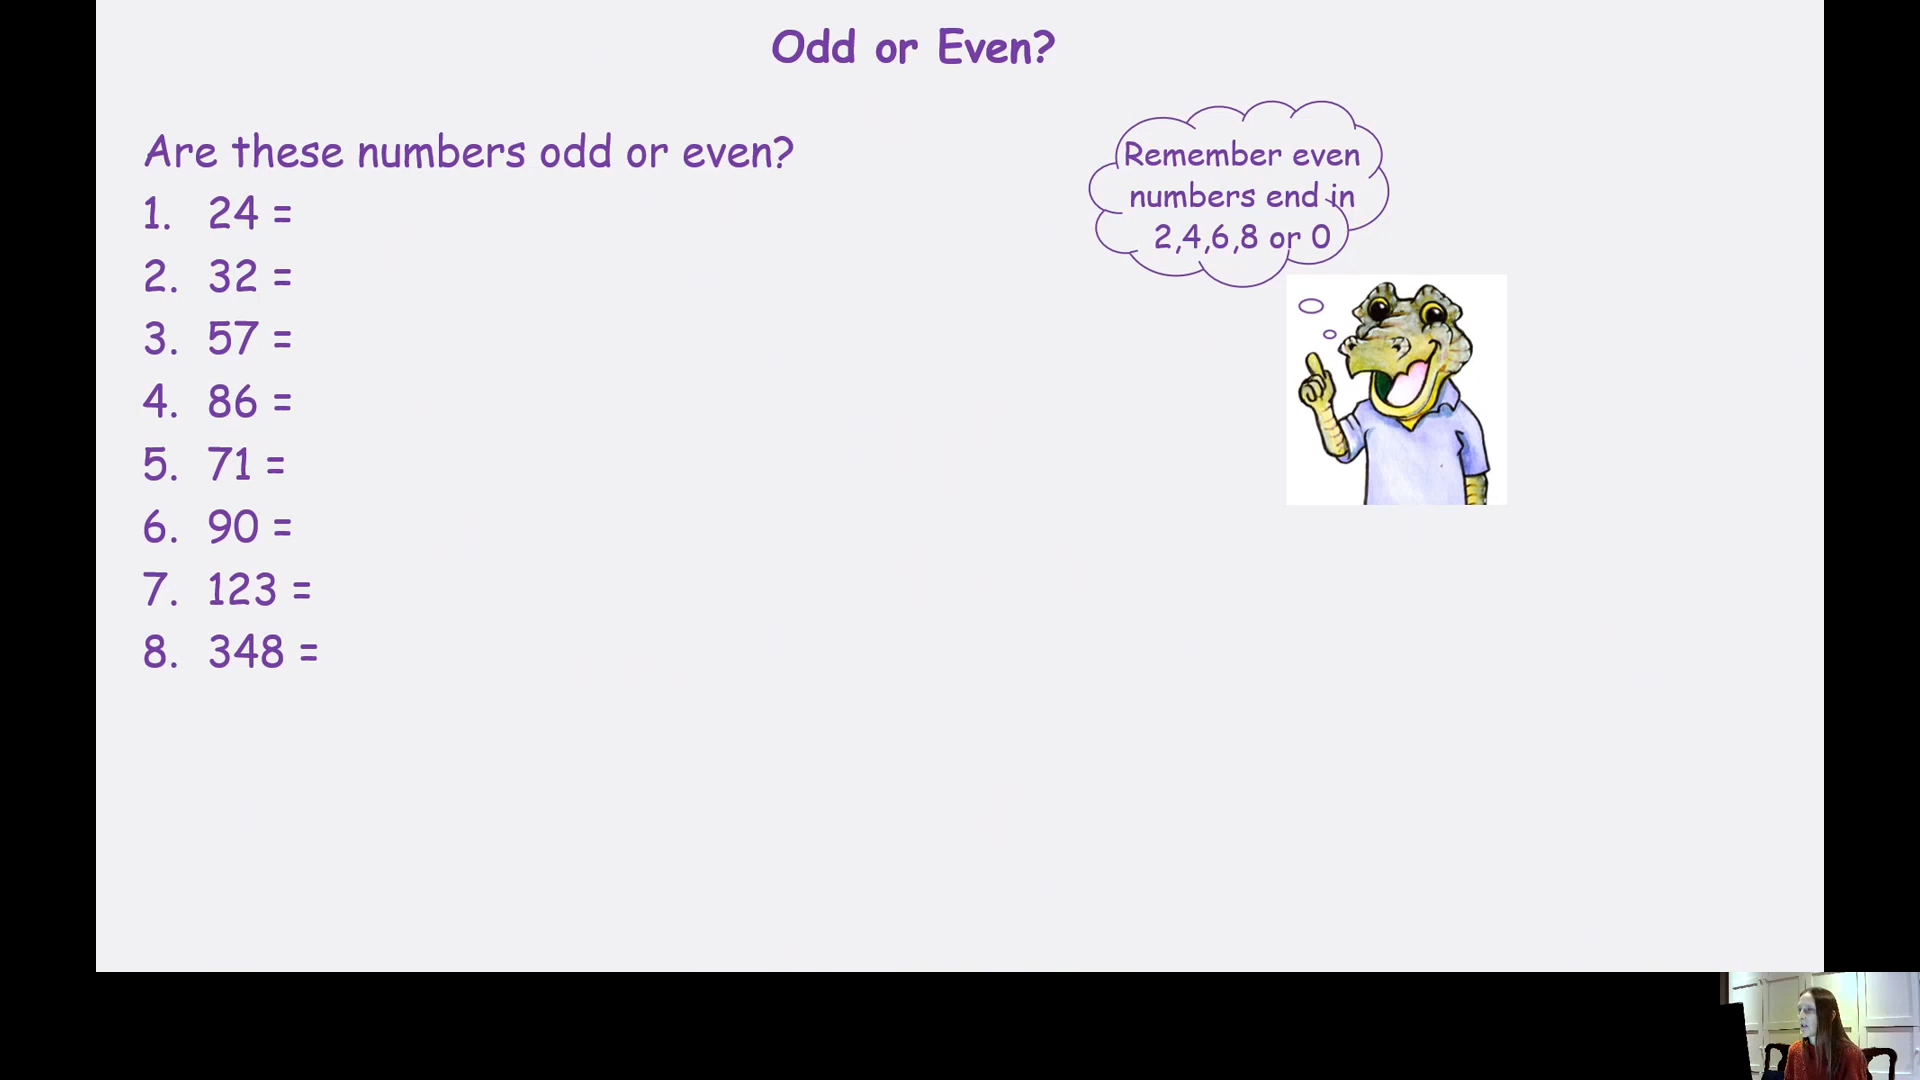 Odd or Even?
Are these numbers odd or even?
1. 24 =
2. 32 =
3. 57 =
4. 86 =
5. 71 =
6. 90 =
7. 123 =
8. 348 =
Remember even
numbers end in
2,4,6,8 or 0